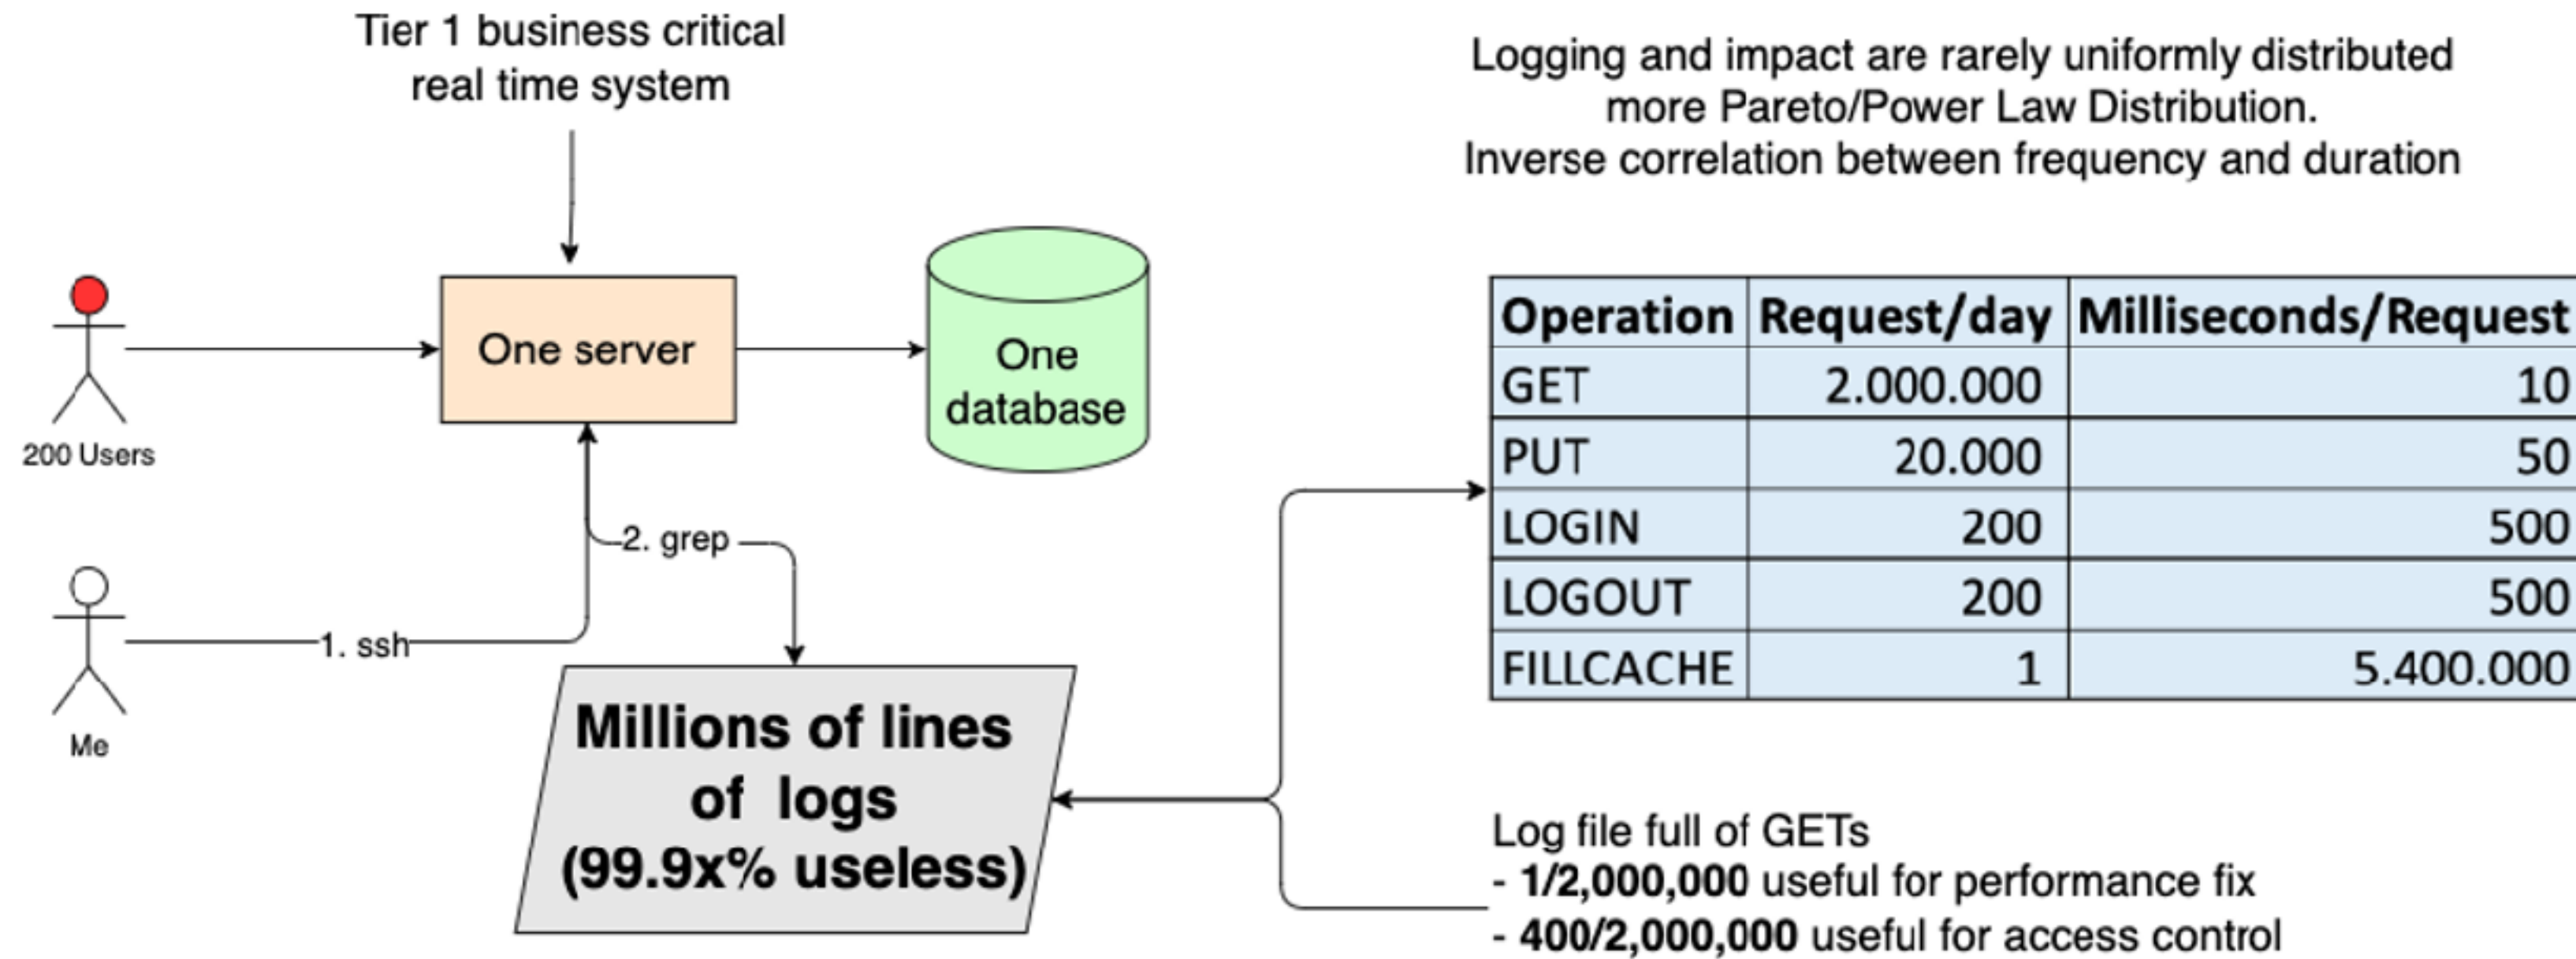 Tier 1 business critical
real time system
200 Users
One server
One
database
1. ssh
2. grep
Me
Millions of lines
of logs
(99.9x% useless)
Logging and impact are rarely uniformly distributed
more Pareto/Power Law Distribution.
Inverse correlation between frequency and duration
Operation Request/day Milliseconds/Request
GET 2.000.000 10
PUT 20.000 50
LOGIN 200 500
LOGOUT 200 500
FILLCACHE 1 5.400.000
Log file full of GETs
- 1/2,000,000 useful for performance fix
- 400/2,000,000 useful for access control